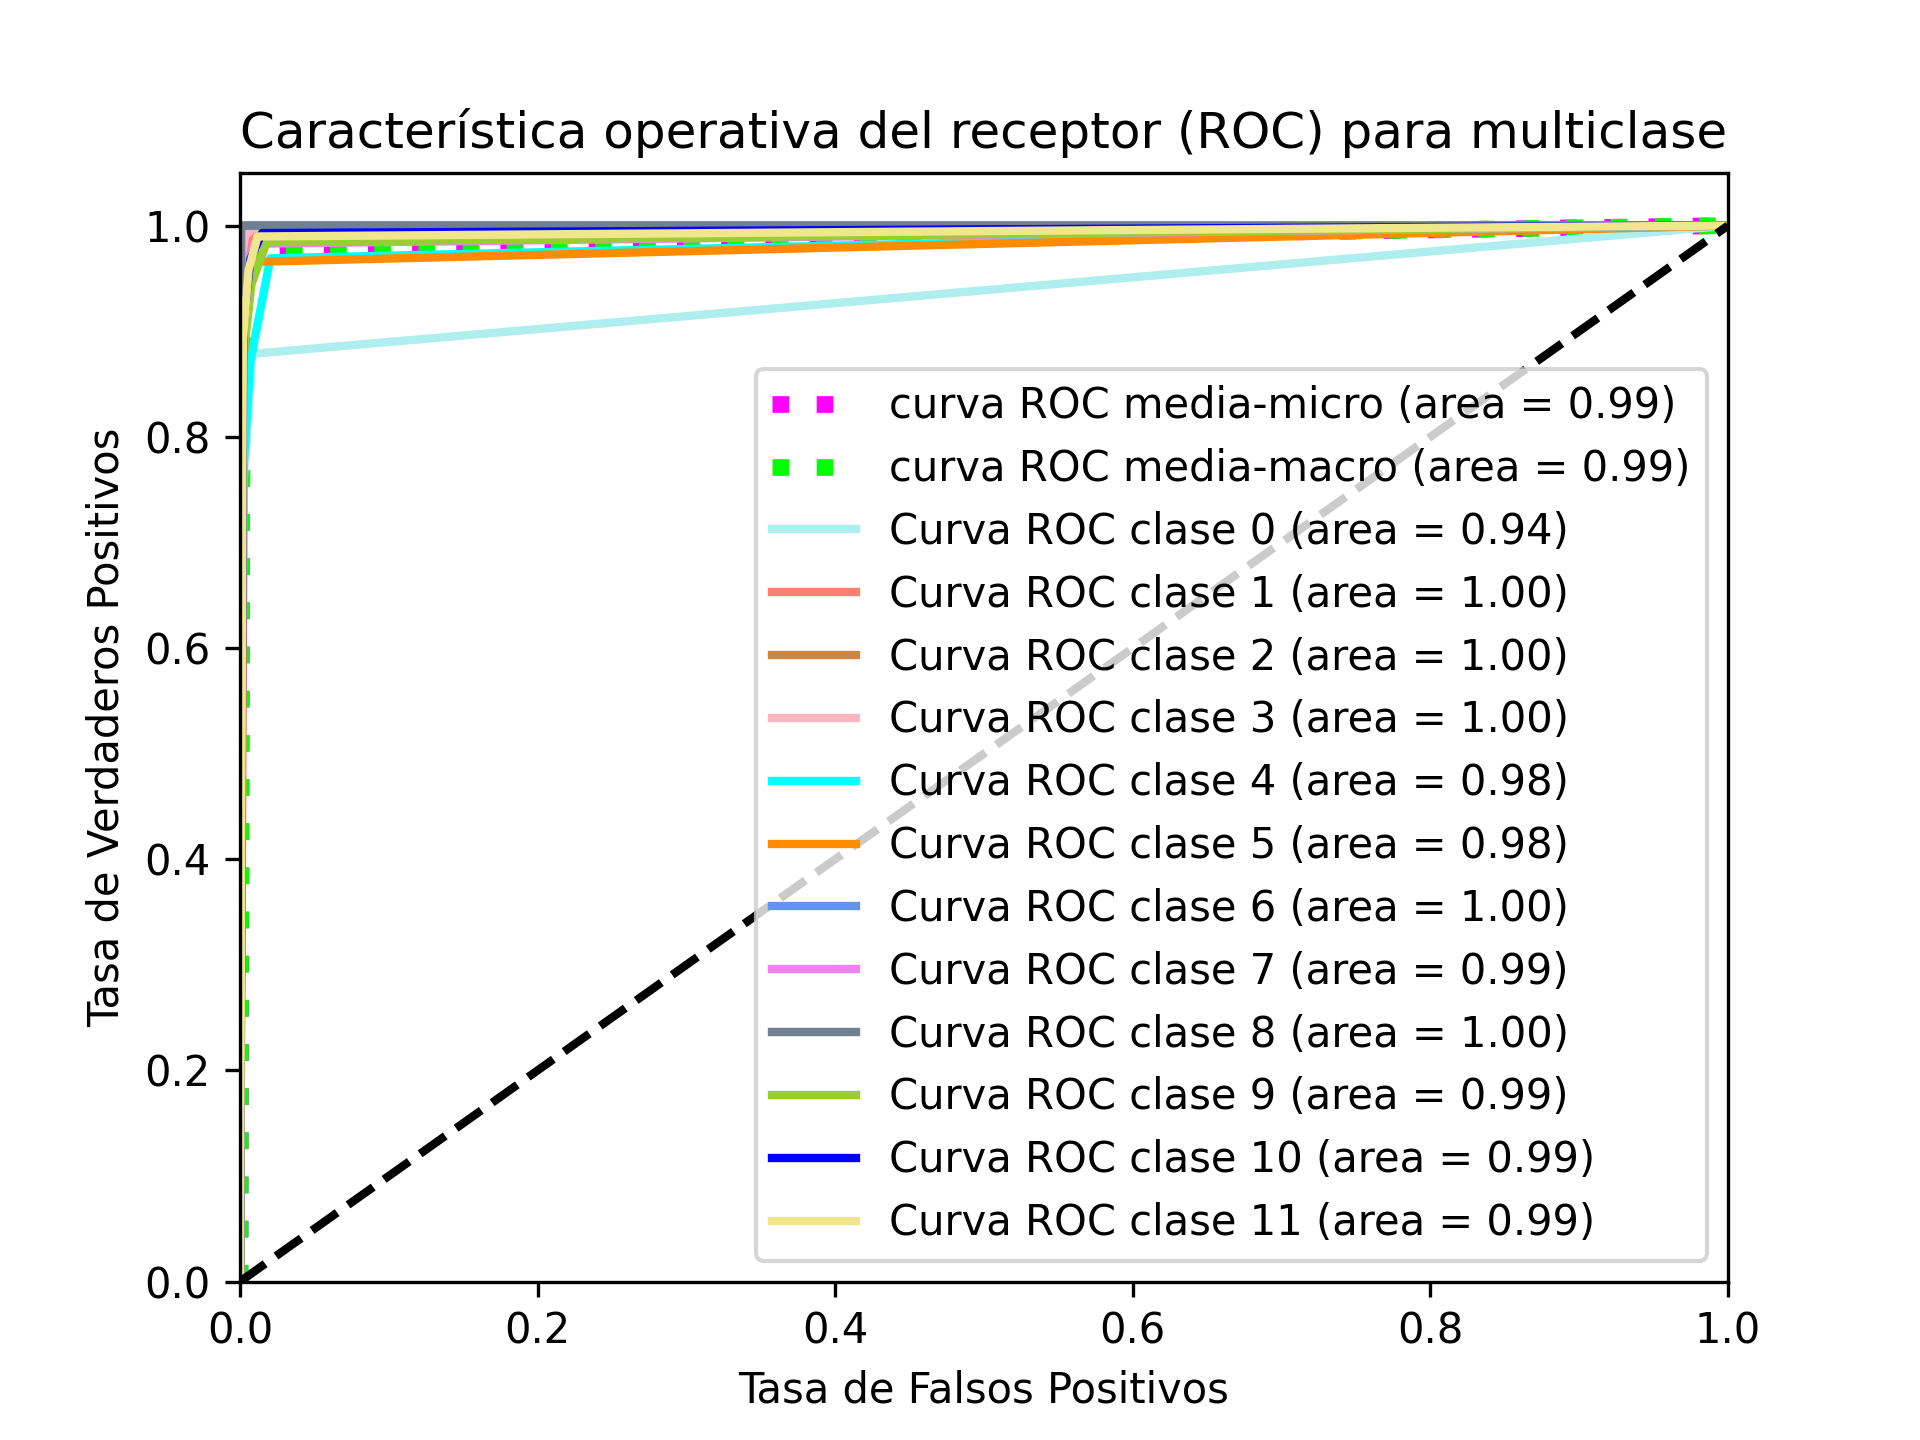 Característica operativa del receptor (ROC) para multiclase
Tasa de Verdaderos Positivos
1.0
0.8
0.6
0.4
0.2
0.0
curva ROC media-micro (area = 0.99)
curva ROC media-macro (area = 0.99)
Curva ROC clase 0 (area = 0.94)
Curva ROC clase 1 (area = 1.00)
Curva ROC clase 2 (area = 1.00)
Curva ROC clase 3 (area = 1.00)
Curva ROC clase 4 (area = 0.98)
Curva ROC clase 5 (area = 0.98)
Curva ROC clase 6 (area = 1.00)
Curva ROC clase 7 (area = 0.99)
Curva ROC clase 8 (area = 1.00)
Curva ROC clase 9 (area = 0.99)
Curva ROC clase 10 (area = 0.99)
Curva ROC clase 11 (area = 0.99)
0.0 0.2 0.4 0.6 0.8 1.0
Tasa de Falsos Positivos